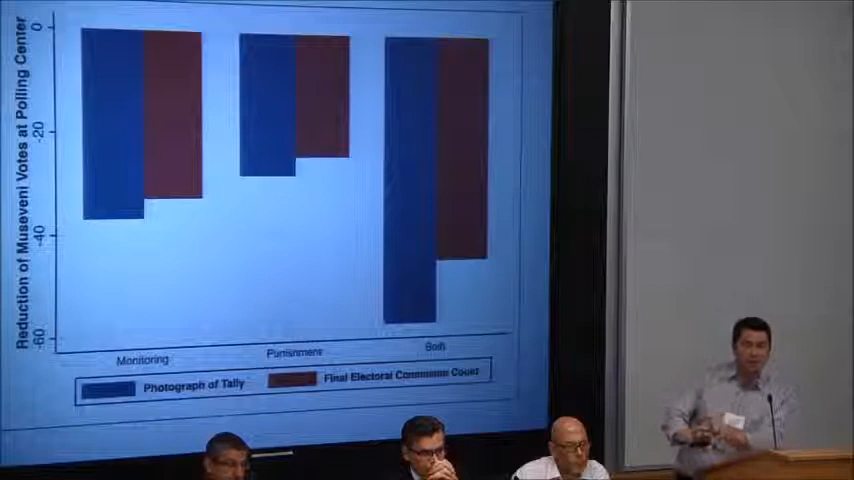 Reduction of Museveni Votes at Polling Center
0
-20
-40
-60
Monitoring
Punishment
Both
Photograph of Tally
Final Electoral Commission Count